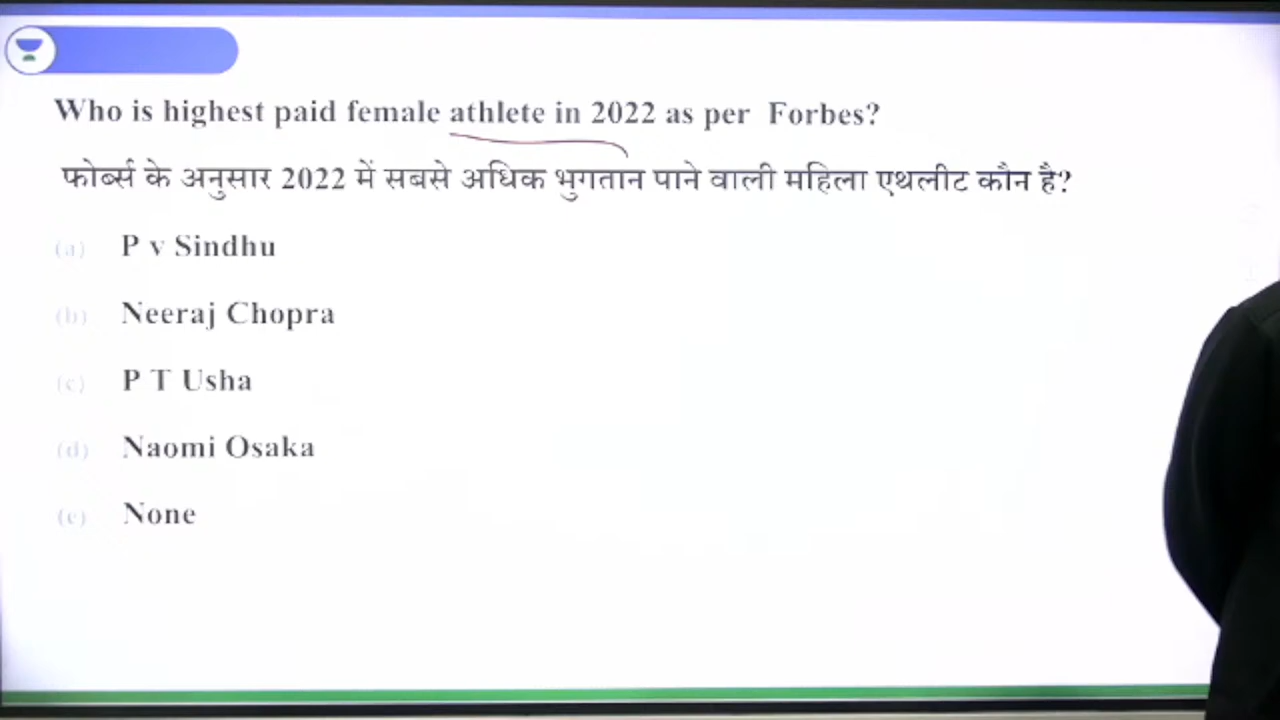 Who is highest paid female athlete in 2022 as per Forbes?
फोर्ब्स के अनुसार 2022 में सबसे अधिक भुगतान पाने वाली महिला एथलीट कौन है?
(a) P v Sindhu
(b) Neeraj Chopra
(c) P T Usha
(d) Naomi Osaka
(e) None